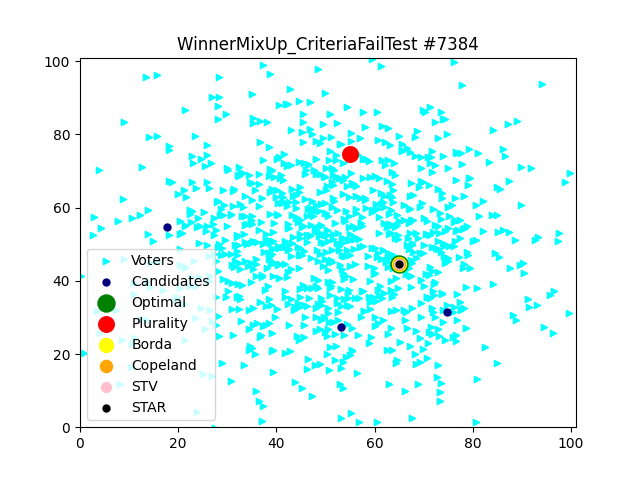 WinnerMixUp_CriteriaFailTest #7384
100
80
60
40
20
0
Voters
Candidates
Optimal
Plurality
Borda
Copeland
STV
STAR
0 20 40 60 80 100